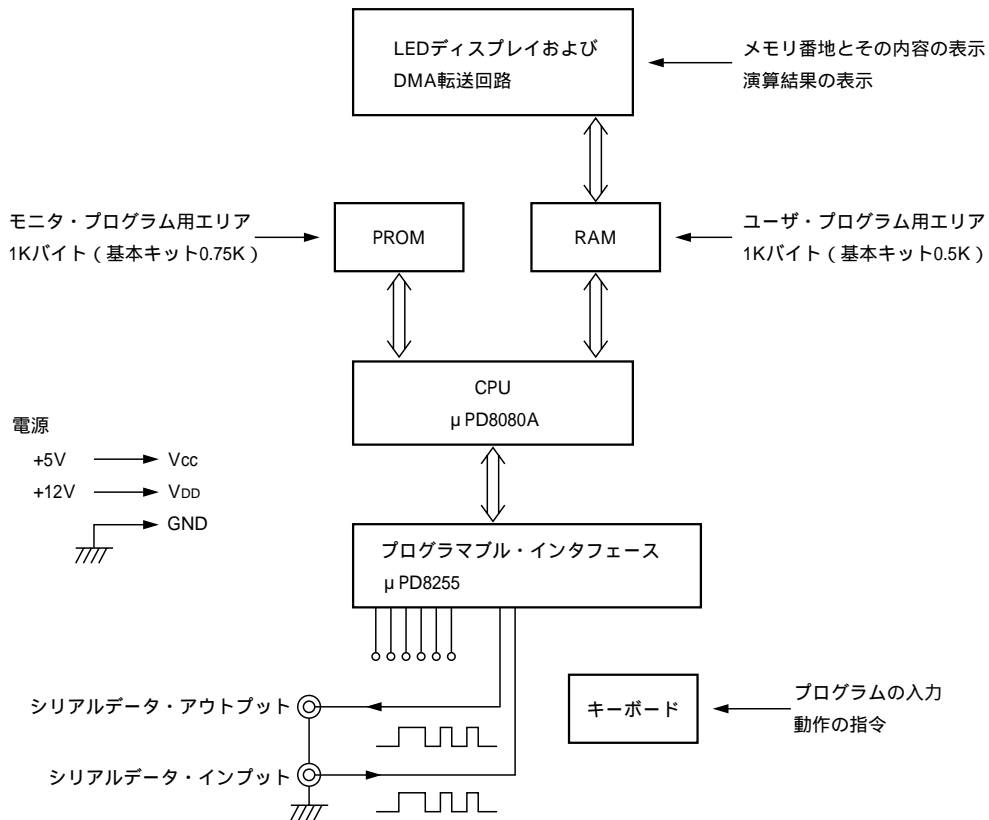 LEDディスプレイおよび
DMA転送回路
メモリ番地とその内容の表示
演算結果の表示
モニタ・プログラム用エリア
1Kバイト（基本キット0.75K）
PROM
RAM
ユーザ・プログラム用エリア
1Kバイト（基本キット0.5K）
CPU
μPD8080A
電源
+5V
Vcc
+12V
VDD
GND
プログラマブル・インタフェース
μPD8255
シリアルデータ・アウトプット
キーボード
プログラムの入力
動作の指令
シリアルデータ・インプット